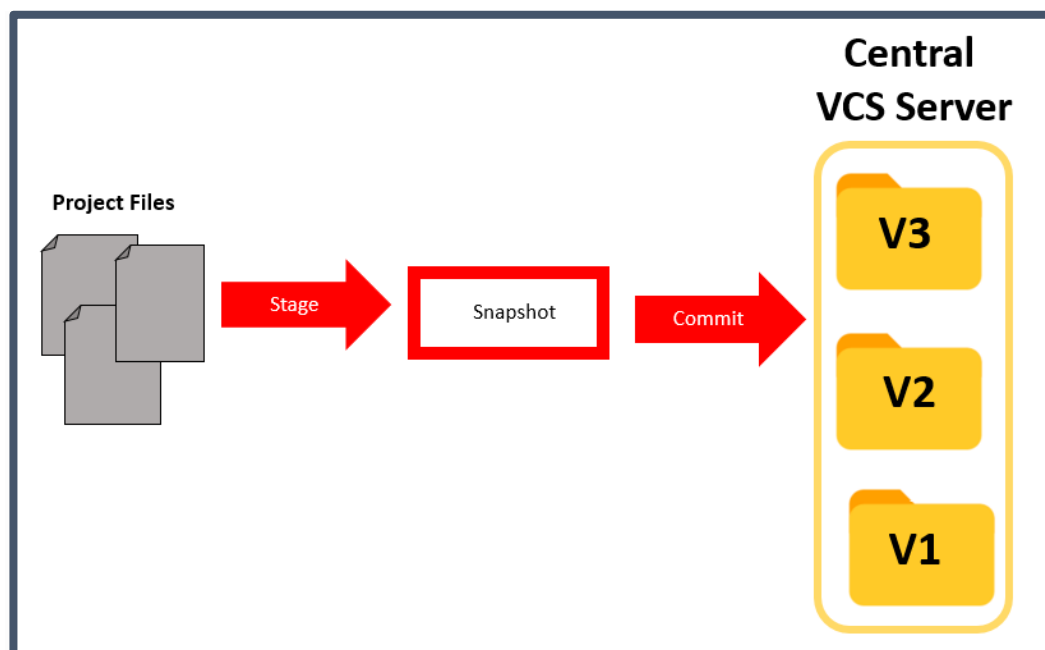 Central
VCS Server
Project Files
Stage
Snapshot
Commit
V3
V2
V1